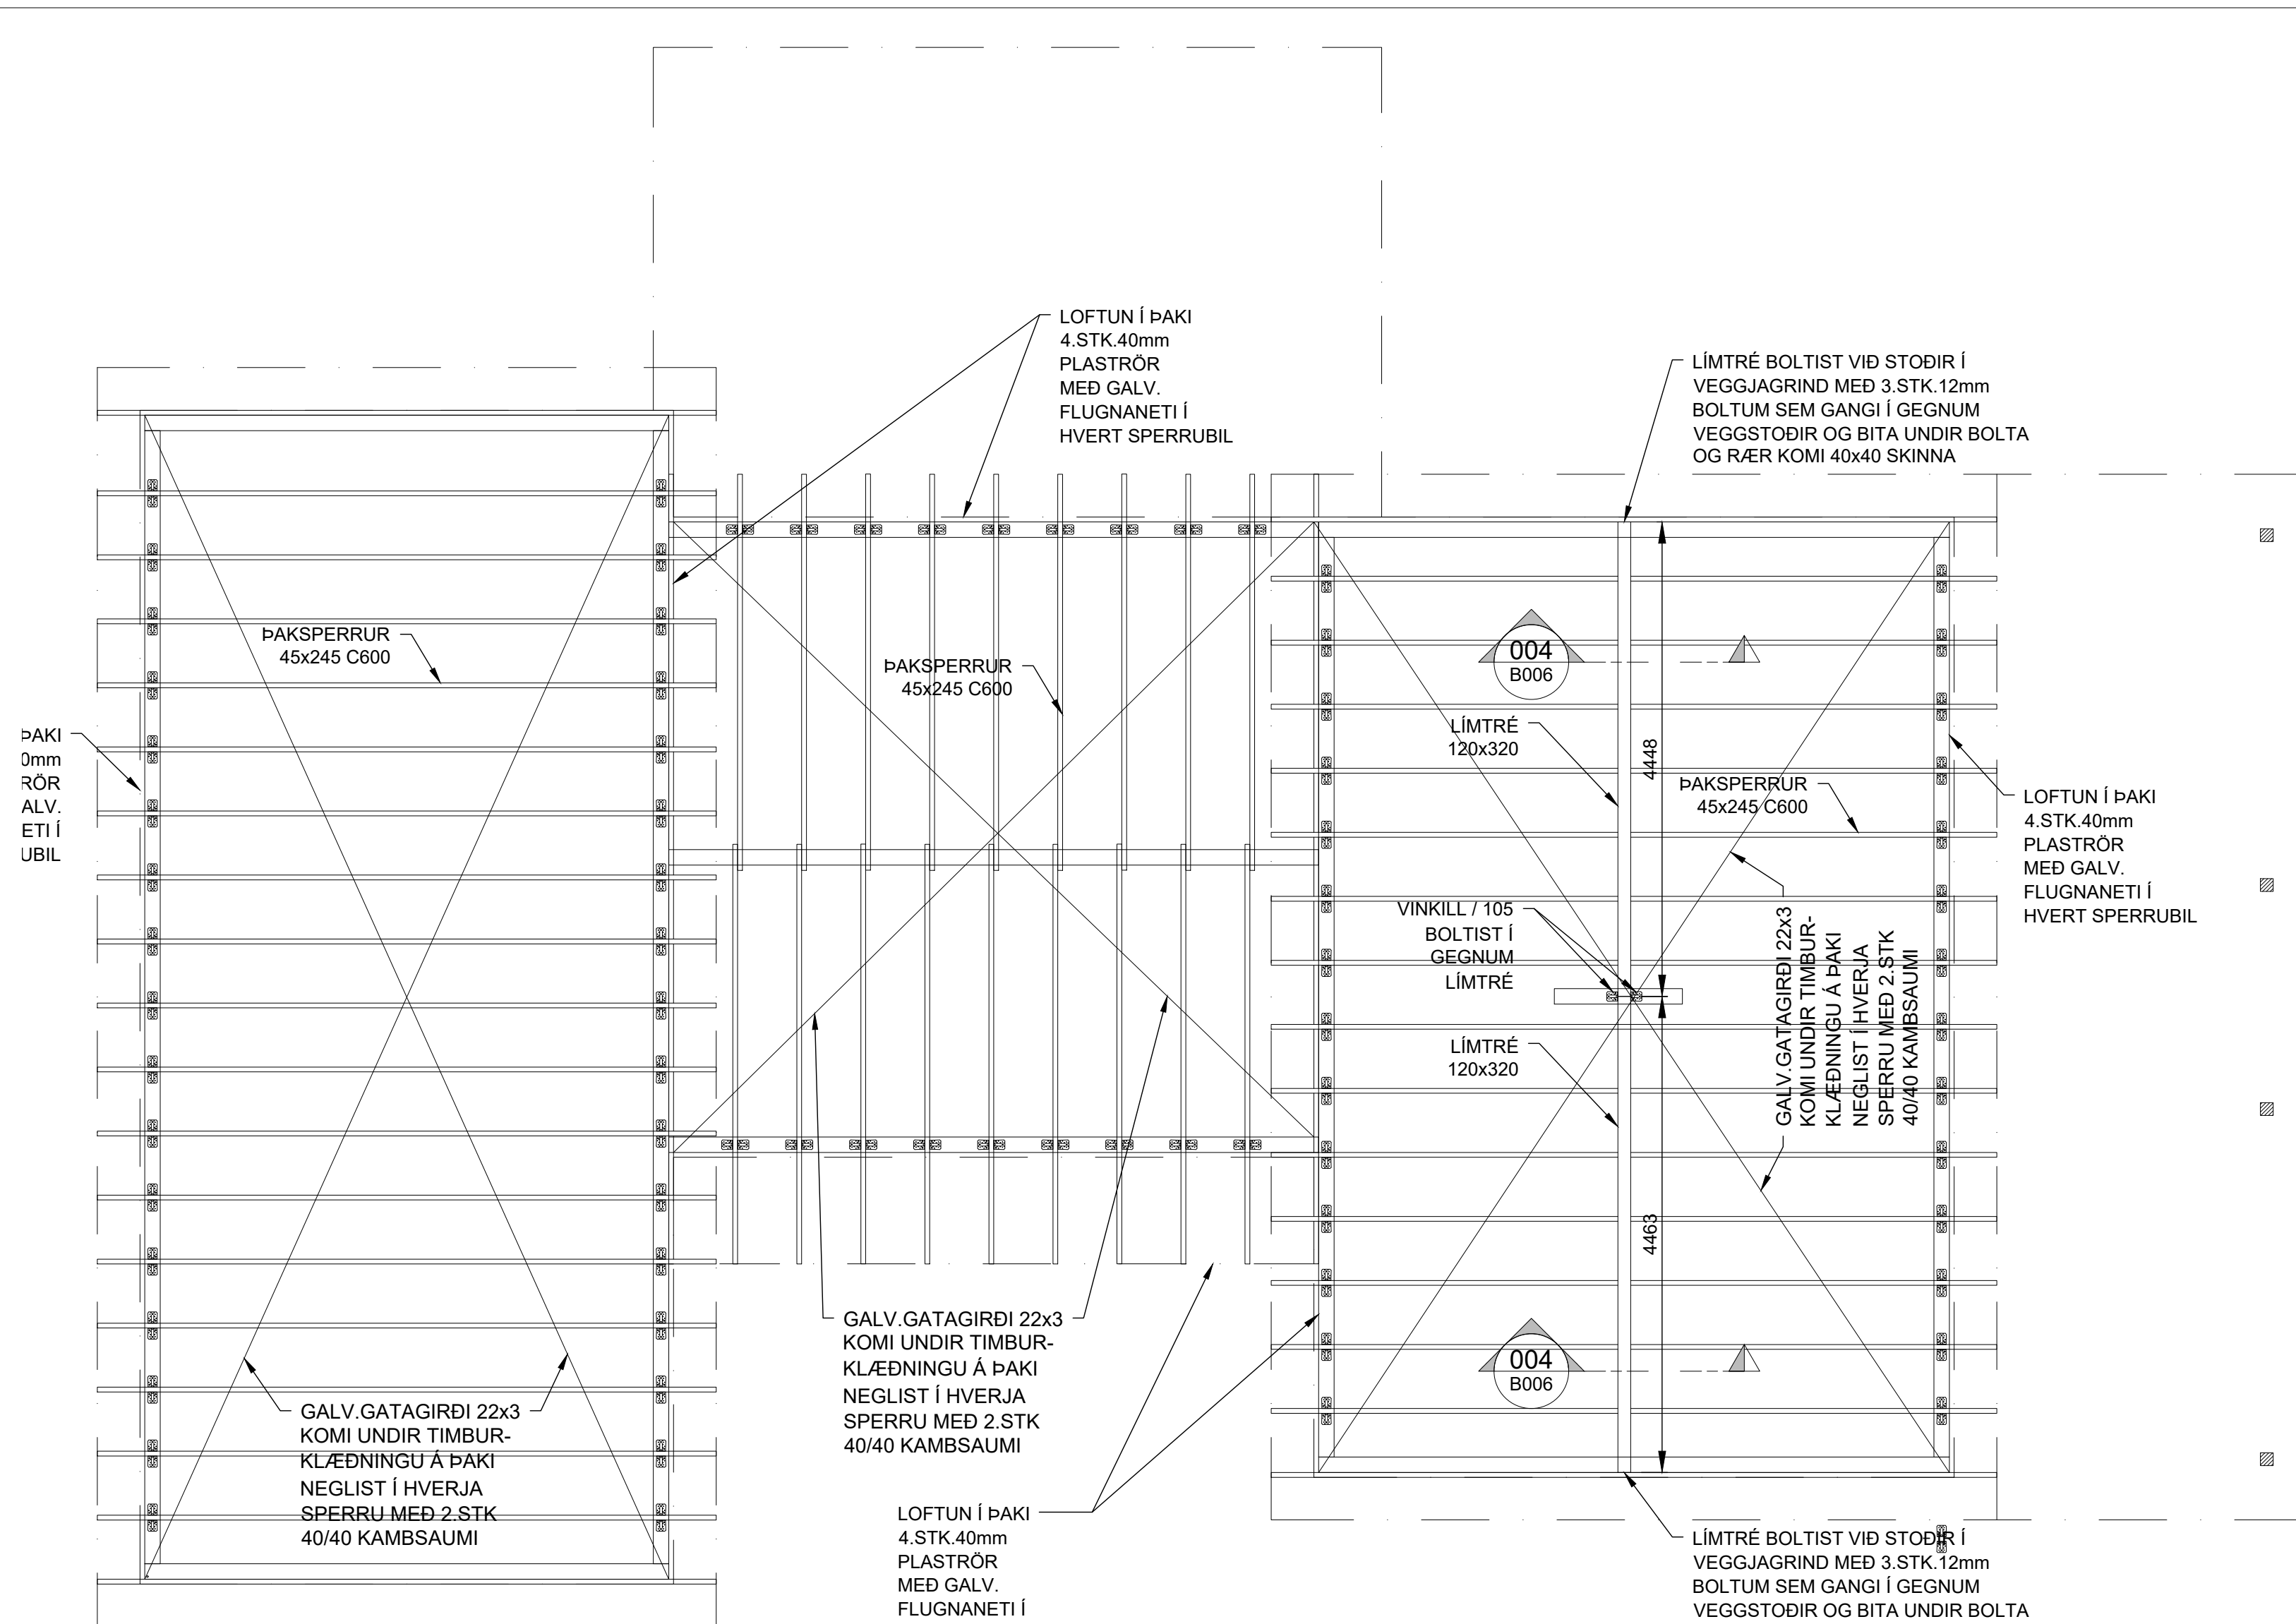 LOFTUN Í ÞAKI
4.STK.40mm
PLASTRÖR
MEÐ GALV.
FLUGNANETI Í
HVERT SPERRUBIL
LÍMTRÉ BOLTIST VIÐ STOÐIR Í
VEGGJAGRIND MEÐ 3.STK.12mm
BOLTUM SEM GANGI Í GEGNUM
VEGGSTOÐIR OG BITA UNDIR BOLTA
OG RÆR KOMI 40x40 SKINNA
ÞAKSPERRUR
45x245 C600
ÞAKSPERRUR
45x245 C600
004
B006
ÞAKI
0mm
RÖR
ALV.
ETI Í
UBIL
LÍMTRÉ
120x320
4448
ÞAKSPERRUR
45x245 C600
LOFTUN Í ÞAKI
4.STK.40mm
PLASTRÖR
MEÐ GALV.
FLUGNANETI Í
HVERT SPERRUBIL
VINKILL / 105
BOLTIST Í
GEGNUM
LÍMTRÉ
GALV.GATAGIRÐI 22x3
KOMI UNDIR TIMBUR-
KLÆÐNINGU Á ÞAKI
NEGLIST Í HVERJA
SPERRU MEÐ 2.STK
40/40 KAMBSAUMI
LÍMTRÉ
120x320
4463
GALV.GATAGIRÐI 22x3
KOMI UNDIR TIMBUR-
KLÆÐNINGU Á ÞAKI
NEGLIST Í HVERJA
SPERRU MEÐ 2.STK
40/40 KAMBSAUMI
004
B006
GALV.GATAGIRÐI 22x3
KOMI UNDIR TIMBUR-
KLÆÐNINGU Á ÞAKI
NEGLIST Í HVERJA
SPERRU MEÐ 2.STK
40/40 KAMBSAUMI
LOFTUN Í ÞAKI
4.STK.40mm
PLASTRÖR
MEÐ GALV.
FLUGNANETI Í
LÍMTRÉ BOLTIST VIÐ STOÐIR Í
VEGGJAGRIND MEÐ 3.STK.12mm
BOLTUM SEM GANGI Í GEGNUM
VEGGSTOÐIR OG BITA UNDIR BOLTA